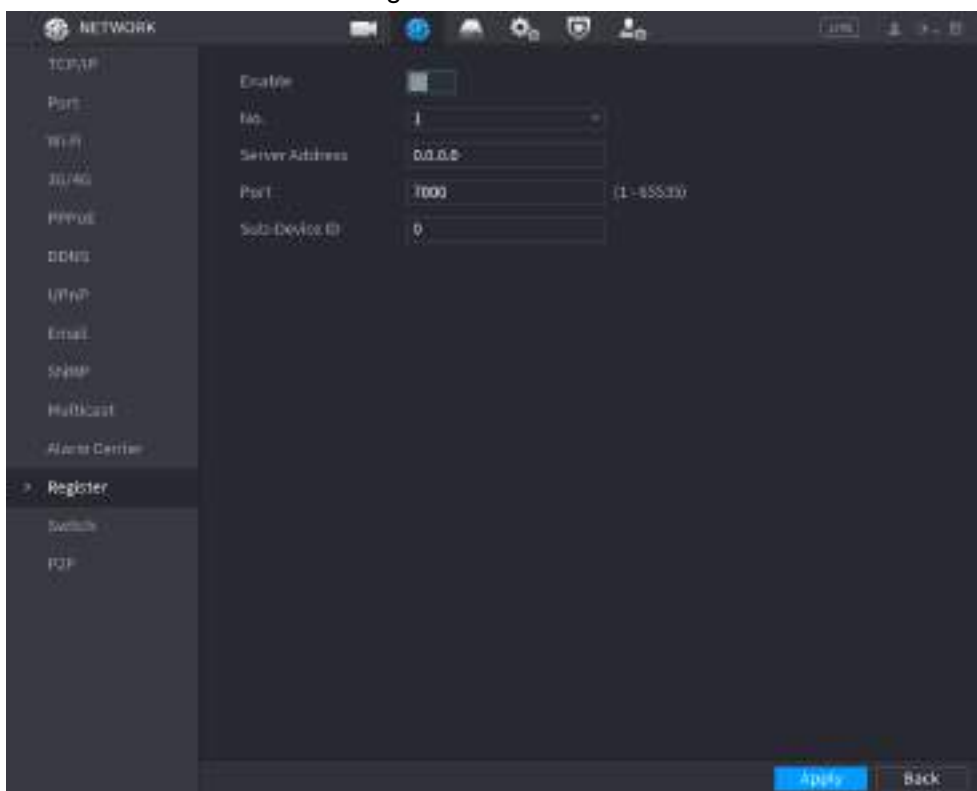 NETWORK
LIVE
TCP/IP
Port
Wi-Fi
3G/4G
PPPoE
DDNS
UPnP
Email
SNMP
Multicast
Alarm Center
> Register
Switch
P2P
Enable
No. 1
Server Address 0.0.0.0
Port 7000 (1 - 65535)
Sub-Device ID 0
Apply Back